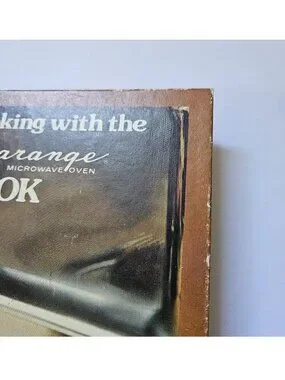 king with the
arange
MICROWAVE OVEN
OK